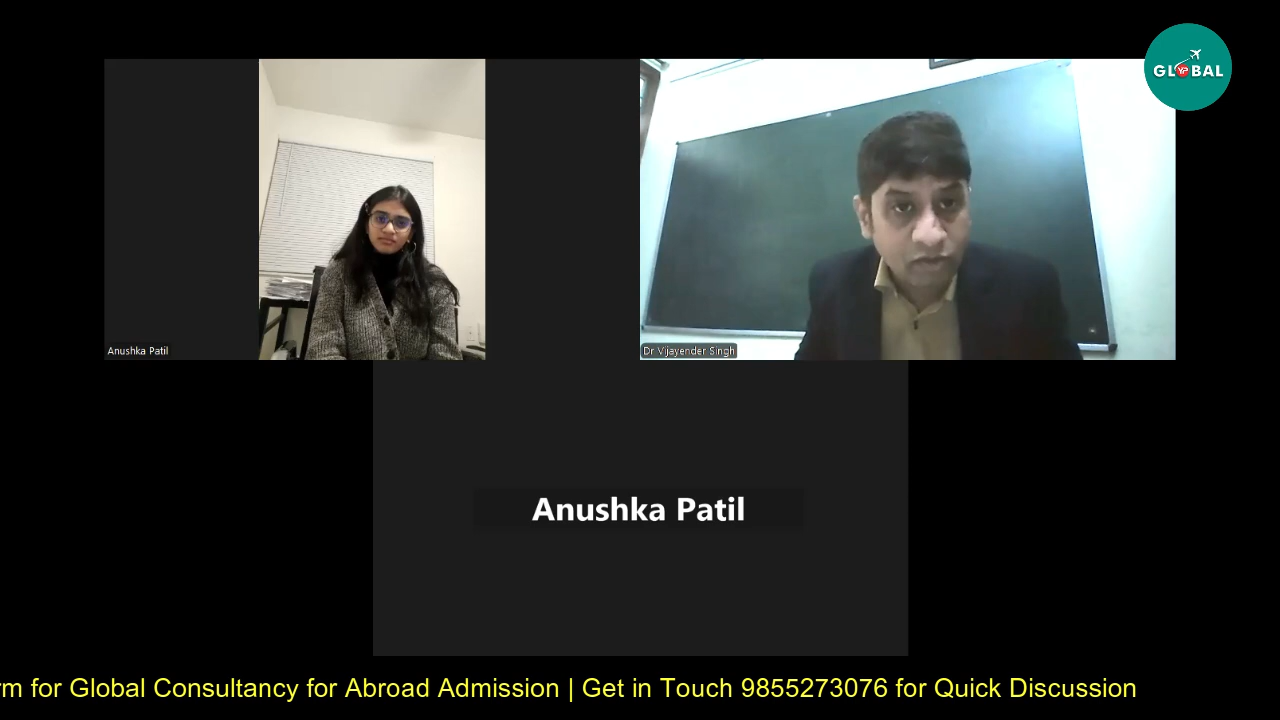 GLOBAL
YP
Anushka Patil
Dr Vijayender Singh
Anushka Patil
rm for Global Consultancy for Abroad Admission | Get in Touch 9855273076 for Quick Discussion